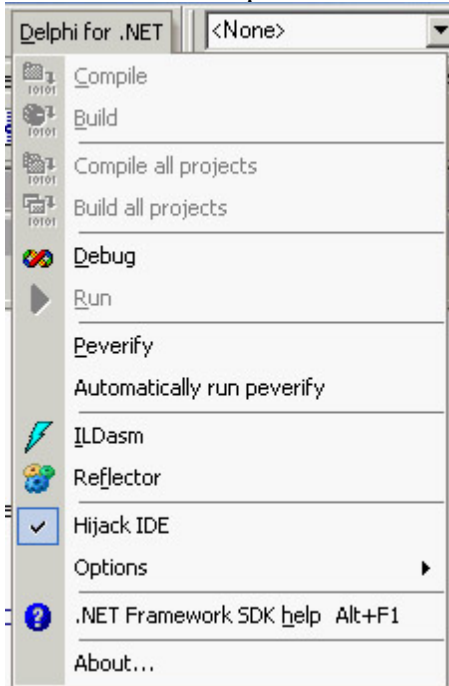 Delphi for .NET
<None>
Compile
Build
Compile all projects
Build all projects
Debug
Run
Peverify
Automatically run peverify
ILDasm
Reflector
Hijack IDE
Options
.NET Framework SDK help Alt+F1
About...